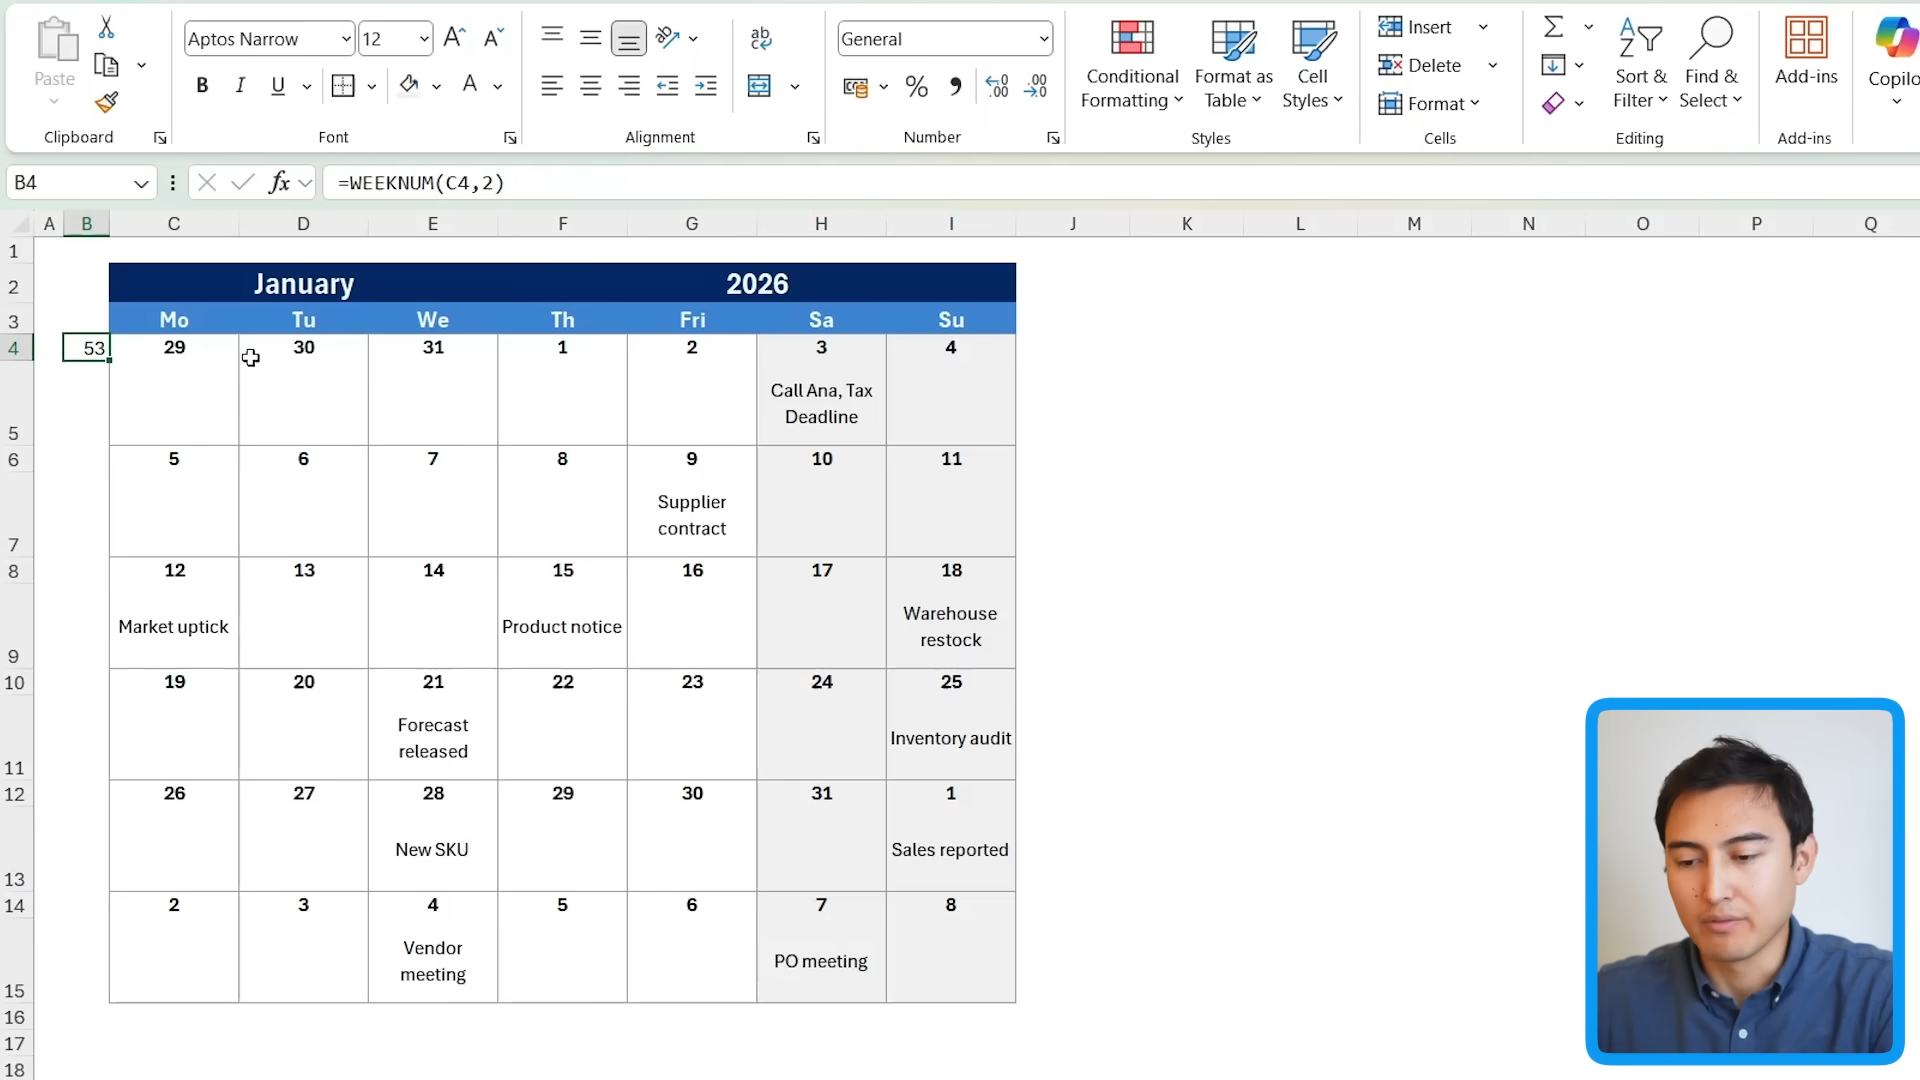 Paste
Clipboard
Aptos Narrow
12
A A
B I U A
Font
ab
Alignment
General
% 9 .00 .00
Number
Conditional Formatting
Format as Table
Cell Styles
Styles
Insert
Delete
Format
Cells
Sort & Filter
Find & Select
Editing
Add-ins
Add-ins
Copilo
B4
fx
=WEEKNUM(C4,2)
A B C D E F G H I J K L M N O P Q
1
2 January 2026
3 Mo Tu We Th Fri Sa Su
4 53 29 30 31 1 2 3 4
Call Ana, Tax
Deadline
5
6 5 6 7 8 9 10 11
Supplier
contract
7
8 12 13 14 15 16 17 18
Market uptick Product notice Warehouse
restock
9
10 19 20 21 22 23 24 25
Forecast
released Inventory audit
11
12 26 27 28 29 30 31 1
New SKU Sales reported
13
14 2 3 4 5 6 7 8
Vendor
meeting PO meeting
15
16
17
18